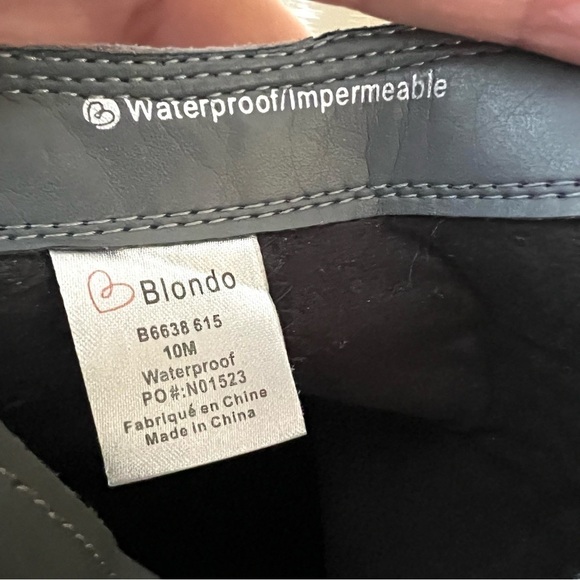 Waterproof/Impermeable
Blondo
B6638 615
10M
Waterproof
PO#:N01523
Fabriqué en Chine
Made in China